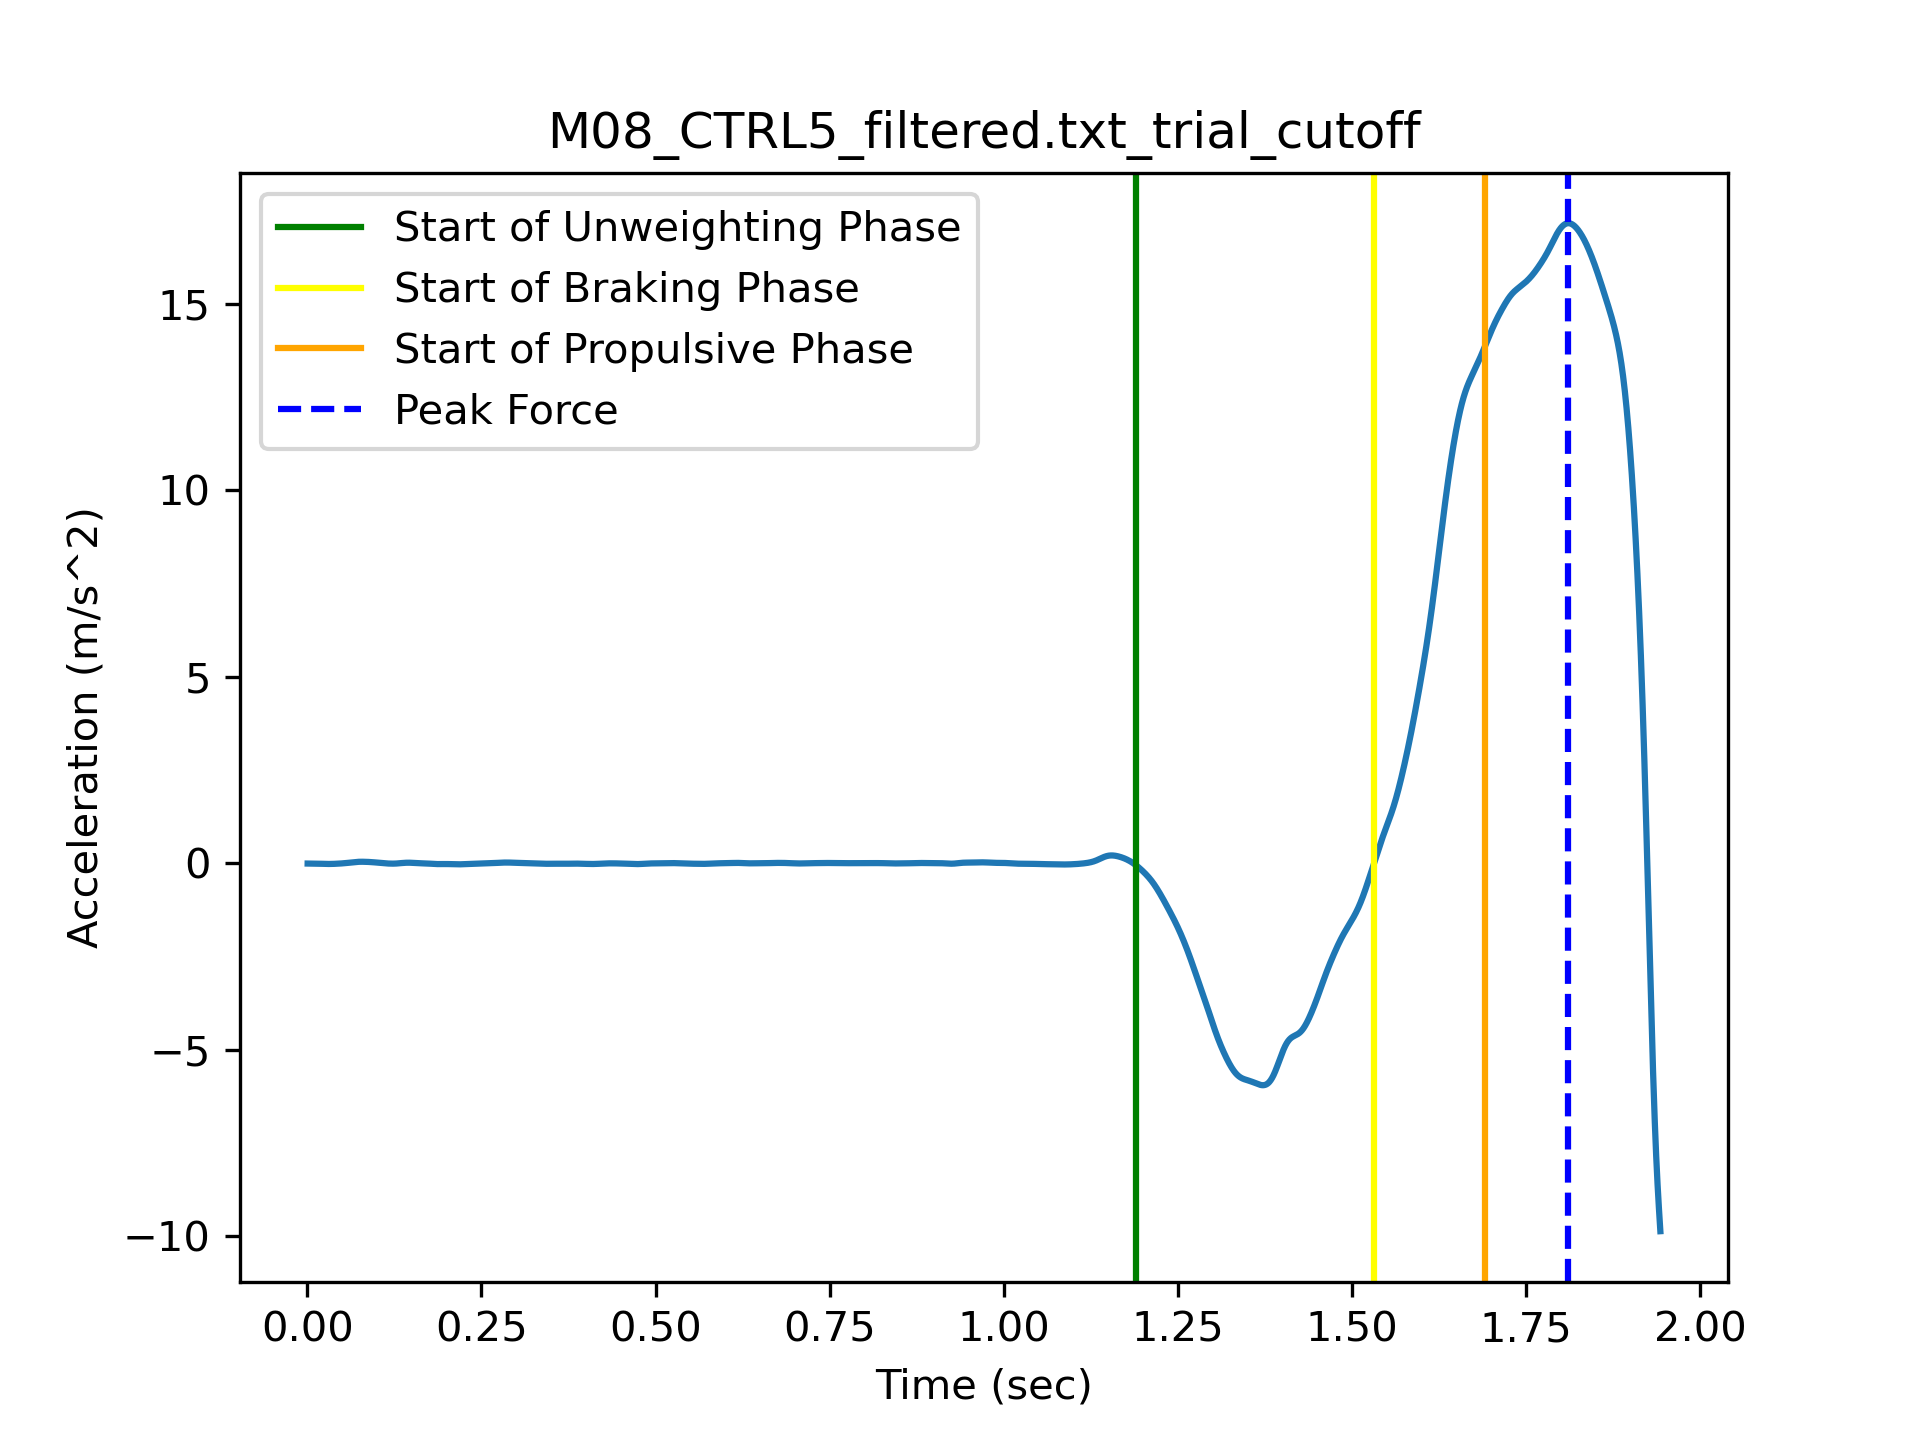 M08_CTRL5_filtered.txt_trial_cutoff
Start of Unweighting Phase
Start of Braking Phase
Start of Propulsive Phase
Peak Force
Acceleration (m/s^2)
15
10
5
0
−5
−10
0.00 0.25 0.50 0.75 1.00 1.25 1.50 1.75 2.00
Time (sec)